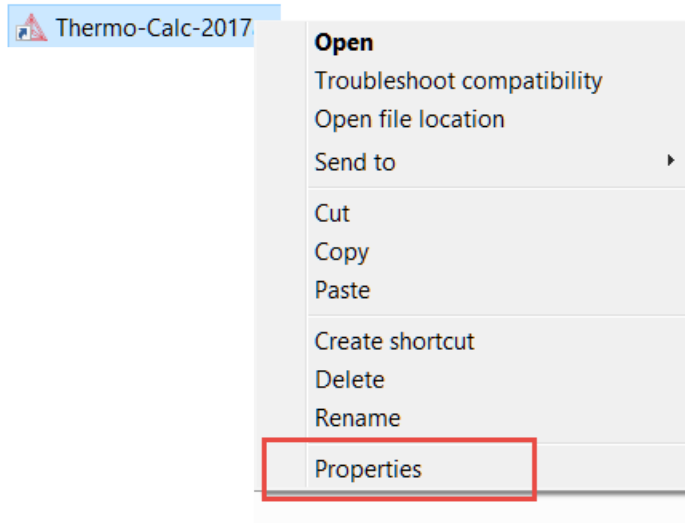 Thermo-Calc-2017
Open
Troubleshoot compatibility
Open file location
Send to
Cut
Copy
Paste
Create shortcut
Delete
Rename
Properties